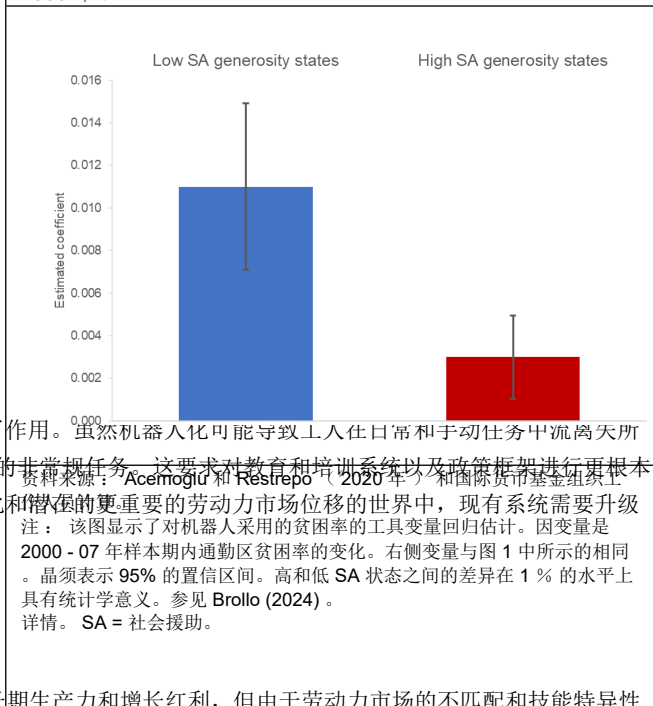 Low SA generosity states
High SA generosity states
0.016
0.014
0.012
0.010
0.008
0.006
0.004
0.002
0.000
Estimated coefficient
作用。虽然机器人化可能导致工人在日常和手动任务中流离失所
的非常规任务。这要求对教育和培训系统以及政策框架进行更根本
资料来源： Acemoglu 和 Restrepo （ 2020 年 ） 和国际货币基金组织工
和潜在的更重要的劳动力市场位移的世界中，现有系统需要升级
注： 该图显示了对机器人采用的贫困率的工具变量回归估计。因变量是
2000 - 07 年样本期内通勤区贫困率的变化。右侧变量与图 1 中所示的相同
。晶须表示 95% 的置信区间。高和低 SA 状态之间的差异在 1 % 的水平上
具有统计学意义。参见 Brollo (2024) 。
详情。 SA = 社会援助。
期生产力和增长红利，但由于劳动力市场的不匹配和技能特异性